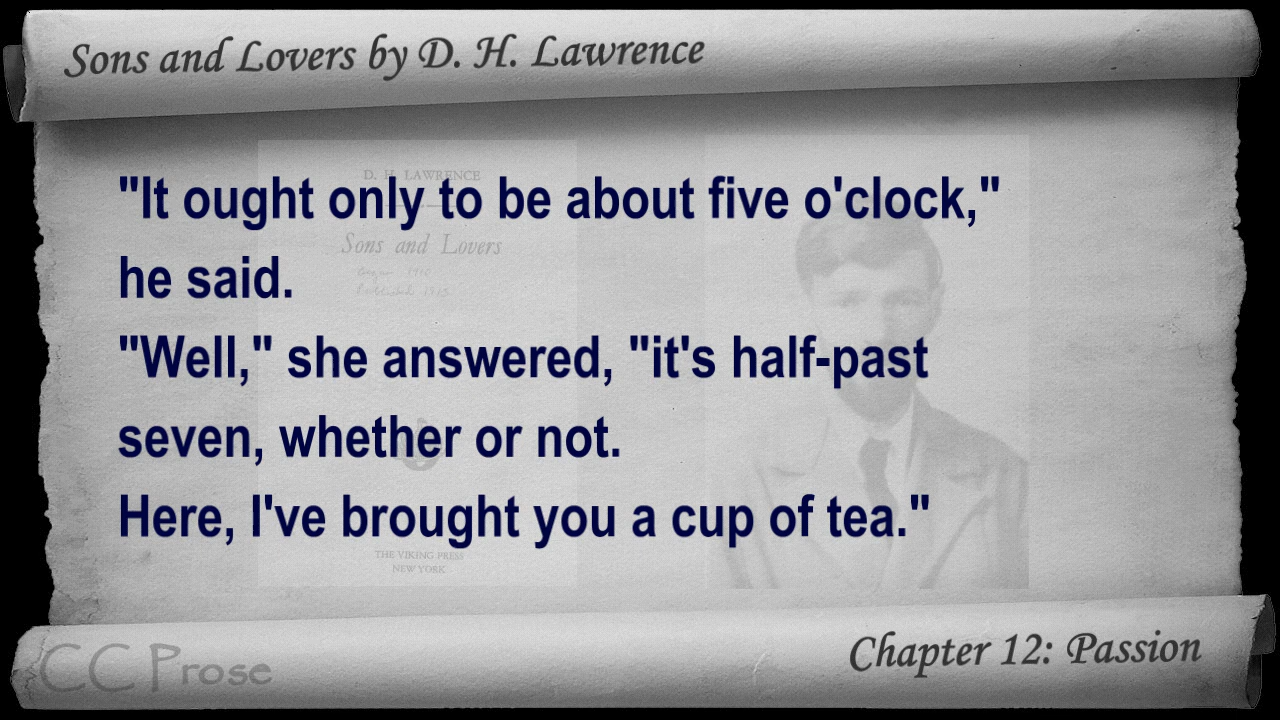 Sons and Lovers by D. H. Lawrence
D. H. LAWRENCE
"It ought only to be about five o'clock,"
Sons and Lovers
he said.
"Well," she answered, "it's half-past
seven, whether or not.
Here, I've brought you a cup of tea."
THE VIKING PRESS
NEW YORK
CC Prose
Chapter 12: Passion